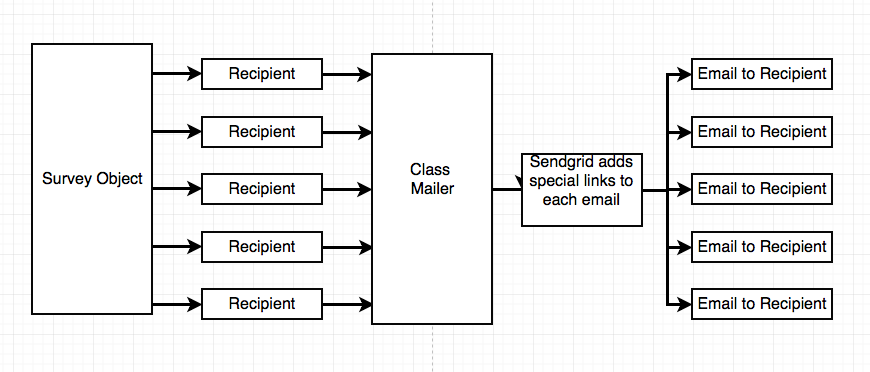 Survey Object
Recipient
Recipient
Recipient
Recipient
Recipient
Class
Mailer
Sendgrid adds
special links to
each email
Email to Recipient
Email to Recipient
Email to Recipient
Email to Recipient
Email to Recipient